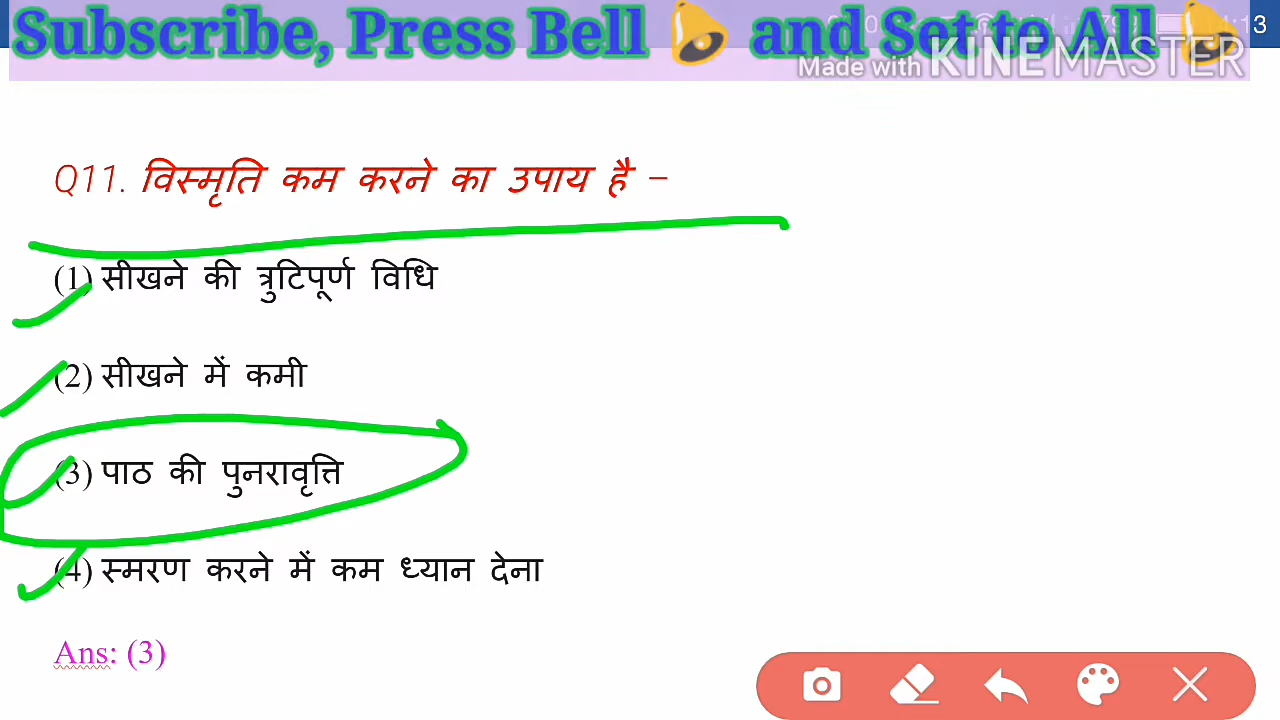 Subscribe, Press Bell 🔔 and Set to All 🔔
Made with KINEMASTER
Q11. विस्मृति कम करने का उपाय है –
(1) सीखने की त्रुटिपूर्ण विधि
(2) सीखने में कमी
(3) पाठ की पुनरावृत्ति
(4) स्मरण करने में कम ध्यान देना
Ans: (3)